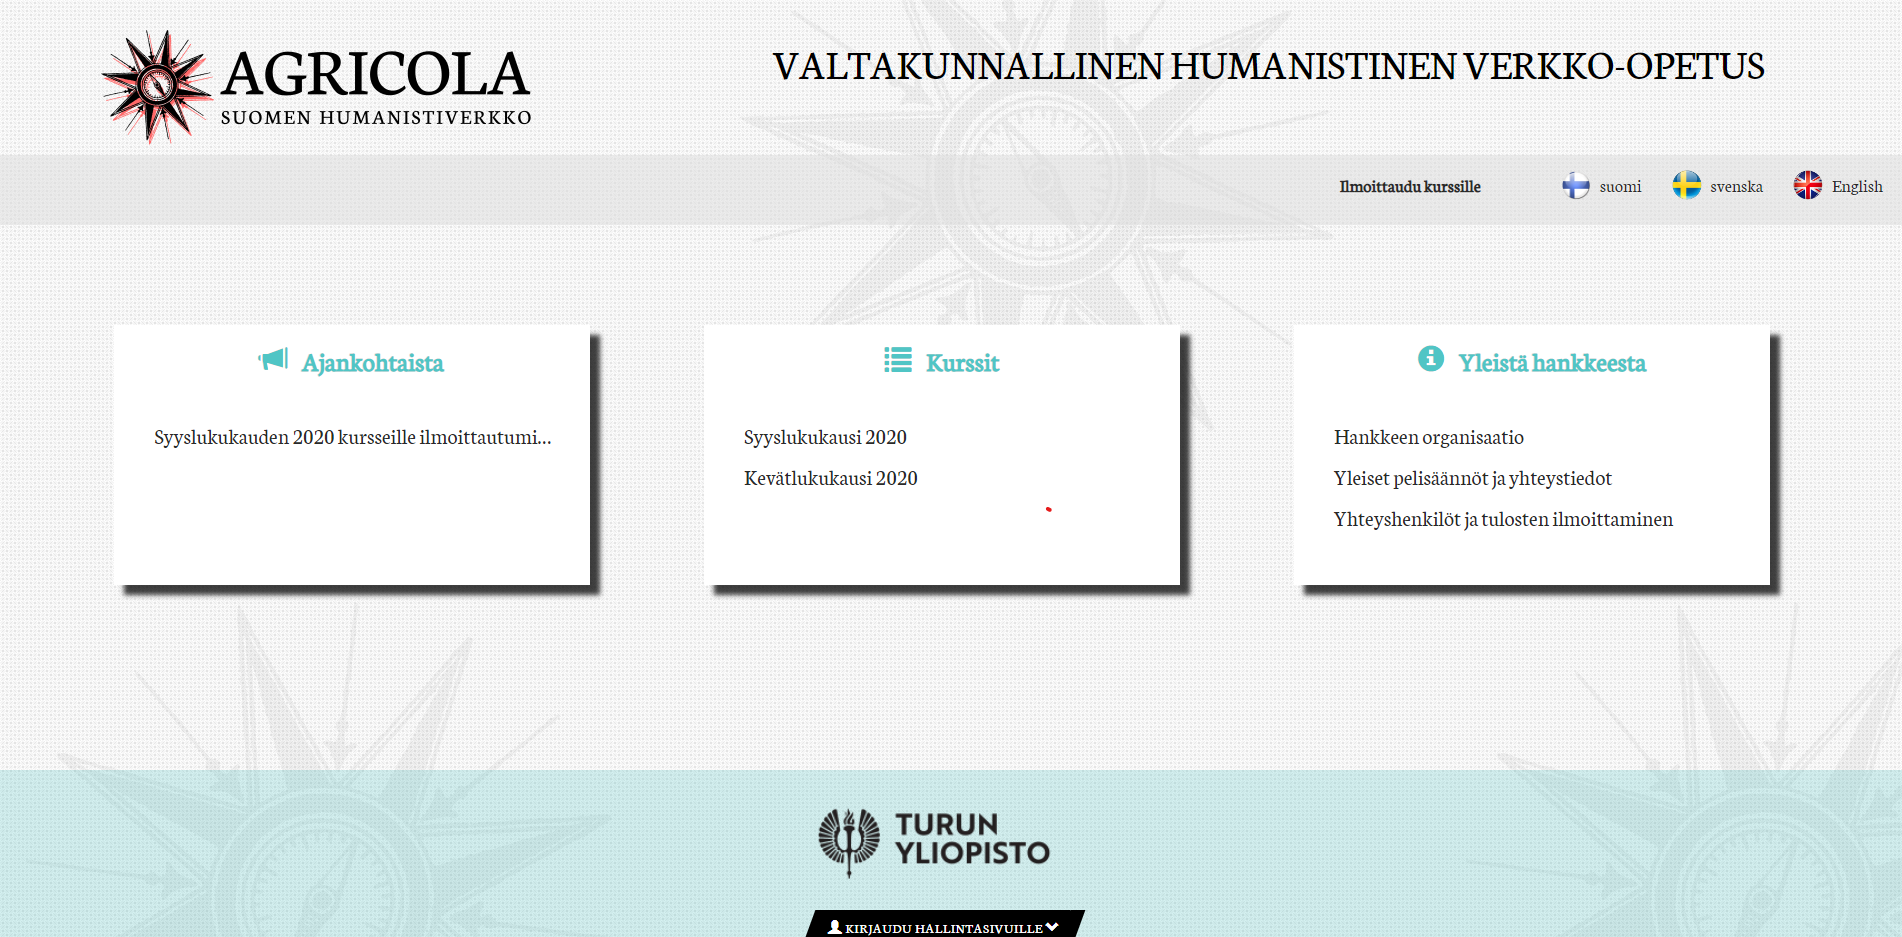 AGRICOLA
SUOMEN HUMANISTIVERKKO
VALTAKUNNALLINEN HUMANISTINEN VERKKO-OPETUS
Ilmoittaudu kurssille
suomi
svenska
English
Ajankohtaista
Syyslukukauden 2020 kursseille ilmoittautumi...
Kurssit
Syyslukukausi 2020
Kevätlukukausi 2020
Yleistä hankkeesta
Hankkeen organisaatio
Yleiset pelisäännöt ja yhteystiedot
Yhteyshenkilöt ja tulosten ilmoittaminen
TURUN
YLIOPISTO
KIRJAUDU HALLINTASIVUILLE